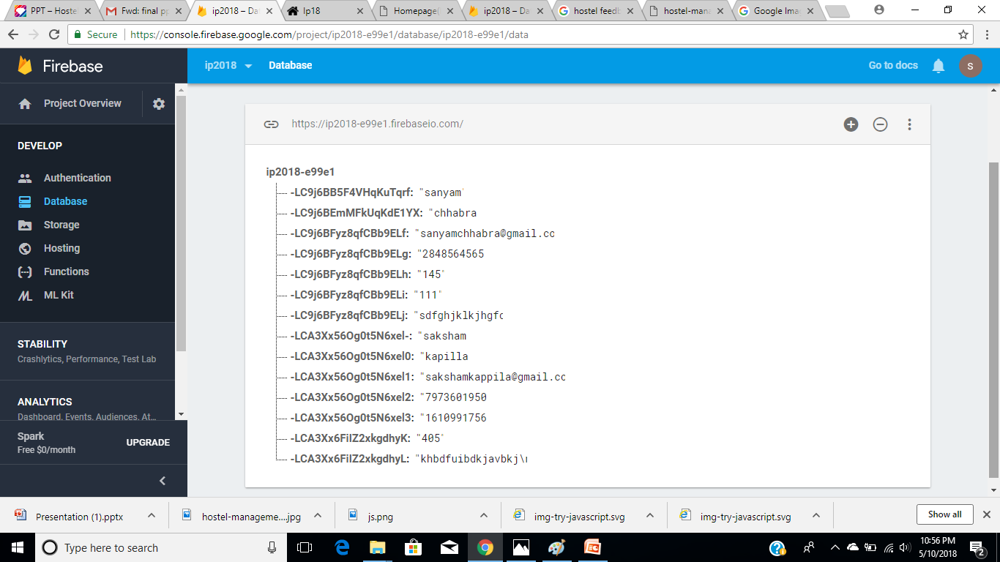 PPT – Hoste
Fwd: final pp
ip2018 – Da
Ip18
Homepage(
ip2018 – Da
hostel feedb
hostel-mana
Google Ima
Secure
https://console.firebase.google.com/project/ip2018-e99e1/database/ip2018-e99e1/data
Firebase
ip2018
Database
Go to docs
S
Project Overview
https://ip2018-e99e1.firebaseio.com/
DEVELOP
Authentication
Database
Storage
Hosting
Functions
ML Kit
STABILITY
Crashlytics, Performance, Test Lab
ANALYTICS
Dashboard, Events, Audiences, At...
Spark
Free $0/month
UPGRADE
ip2018-e99e1
-LC9j6BB5F4VHqKuTqrf: "sanyam"
-LC9j6BEmMFkUqKdE1YX: "chhabra
-LC9j6BFyz8qfCBb9ELf: "sanyamchhabra@gmail.co
-LC9j6BFyz8qfCBb9ELg: "2848564565
-LC9j6BFyz8qfCBb9ELh: "145"
-LC9j6BFyz8qfCBb9ELi: "111"
-LC9j6BFyz8qfCBb9ELj: "sdfghjklkjhgfc
-LCA3Xx56Og0t5N6xel-: "saksham
-LCA3Xx56Og0t5N6xel0: "kapilla
-LCA3Xx56Og0t5N6xel1: "sakshamkappila@gmail.cc
-LCA3Xx56Og0t5N6xel2: "7973601950
-LCA3Xx56Og0t5N6xel3: "1610991756
-LCA3Xx6FiIZ2xkgdhyK: "405"
-LCA3Xx6FiIZ2xkgdhyL: "khbdfuibdkjavbkj\r
Presentation (1).pptx
hostel-manageme....jpg
js.png
img-try-javascript.svg
img-try-javascript.svg
Show all
Type here to search
10:56 PM
5/10/2018
2